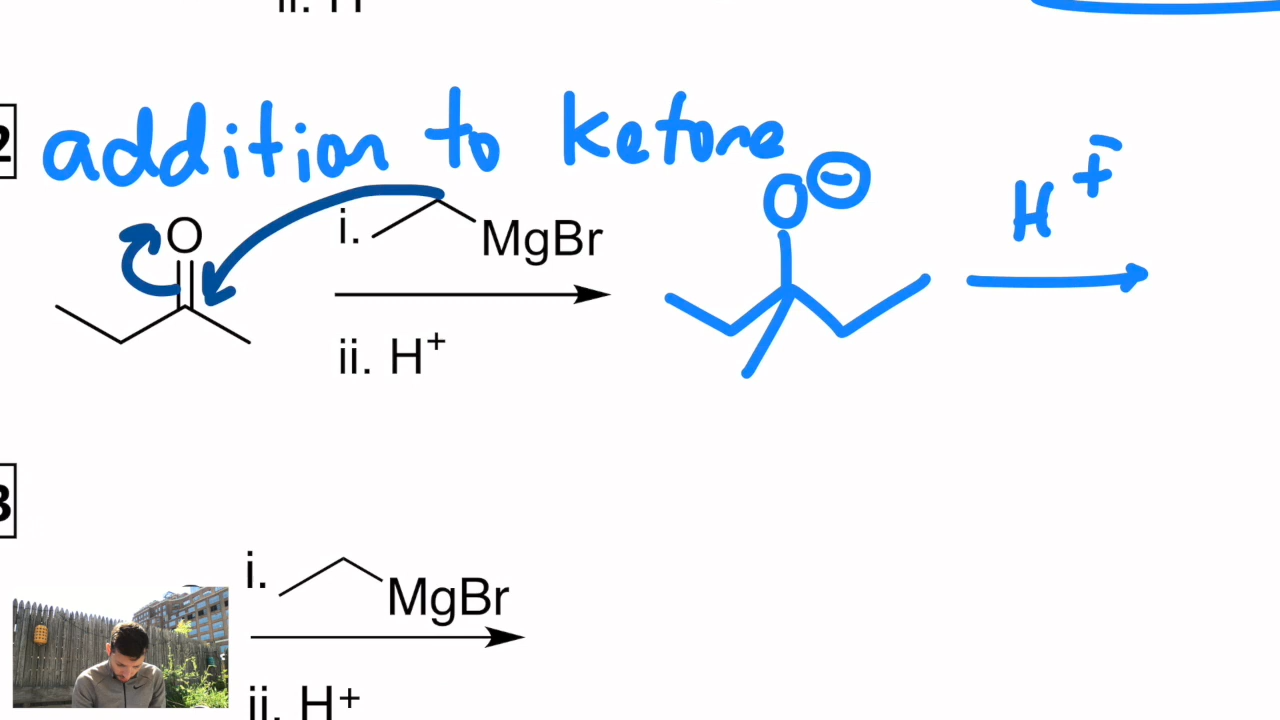 ii. H
2 addition to ketone
O
i. MgBr
ii. H+
O⊖
H+
3
i. MgBr
ii. H+